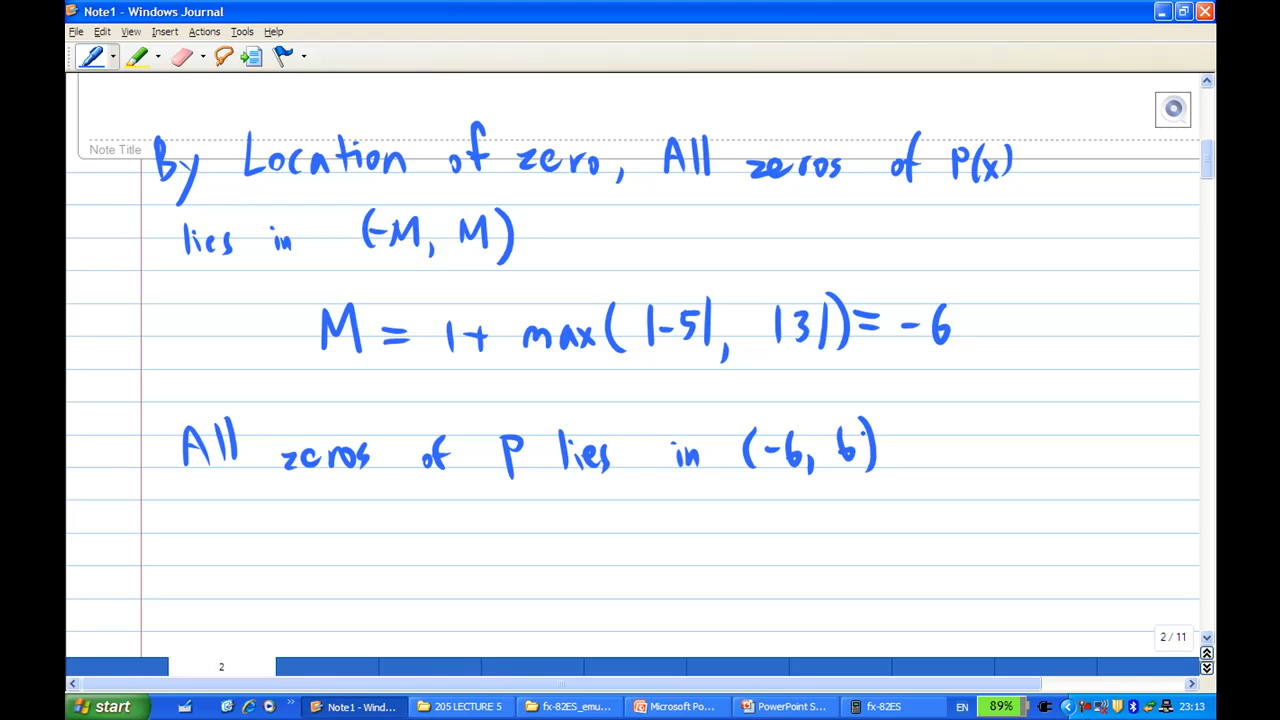 Note1 - Windows Journal
File Edit View Insert Actions Tools Help
Note Title
By Location of zero, All zeros of P(x)
lies in (-M, M)
M = 1+ max( |-5|, |3|) = -6
All zeros of P lies in (-6, 6)
2 / 11
2
start » Note1 - Wind... 205 LECTURE 5 fx-82ES_emu... Microsoft Po... PowerPoint S... fx-82ES EN 89% 23:13